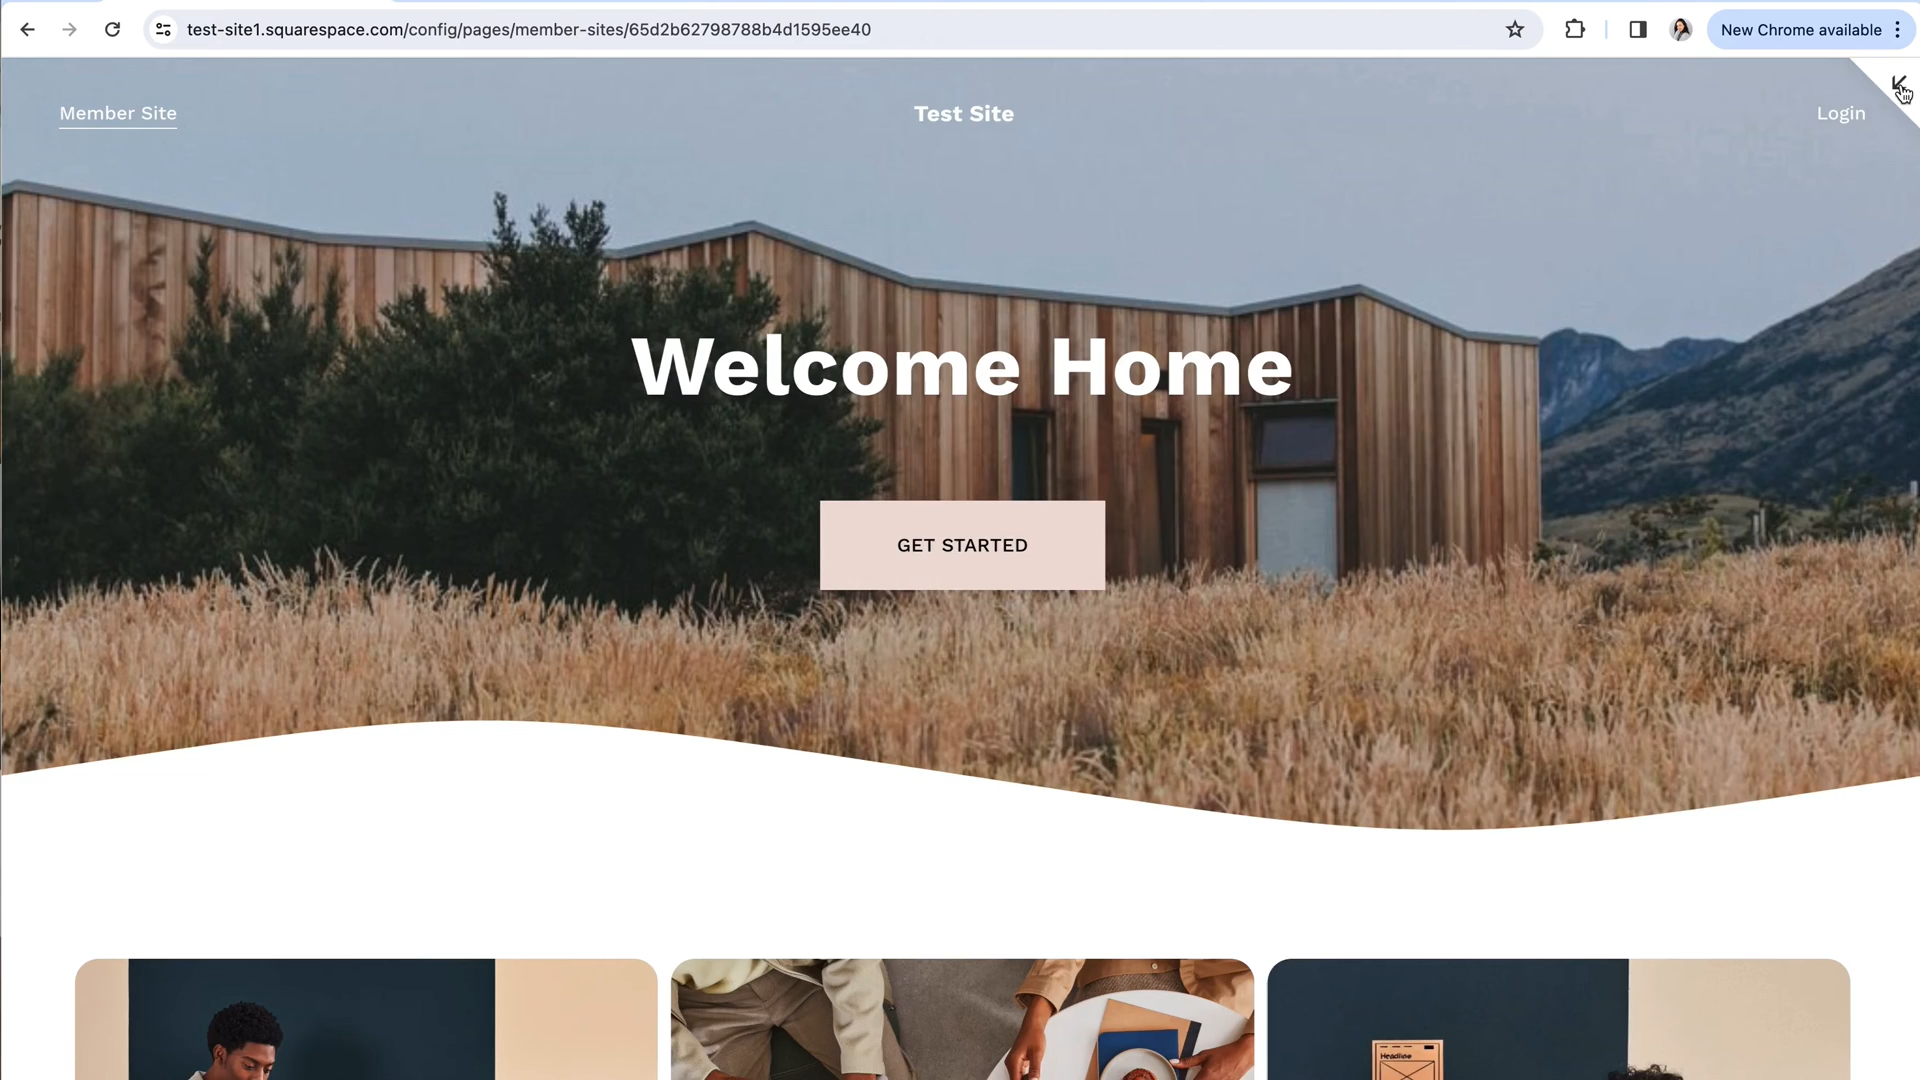 test-site1.squarespace.com/config/pages/member-sites/65d2b62798788b4d1595ee40
New Chrome available
Member Site
Test Site
Login
Welcome Home
GET STARTED
Headline